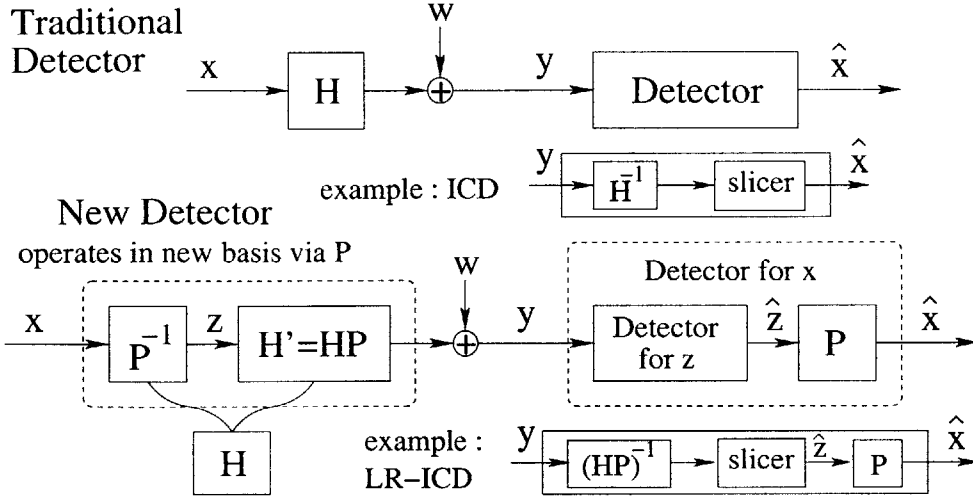 Traditional
Detector
w
x
H
+
y
Detector
x̂
example : ICD
y
H⁻¹
slicer
x̂
New Detector
operates in new basis via P
w
Detector for x
x
P⁻¹
z
H'=HP
+
y
Detector
for z
ẑ
P
x̂
H
example :
LR-ICD
y
(HP)⁻¹
slicer
ẑ
P
x̂